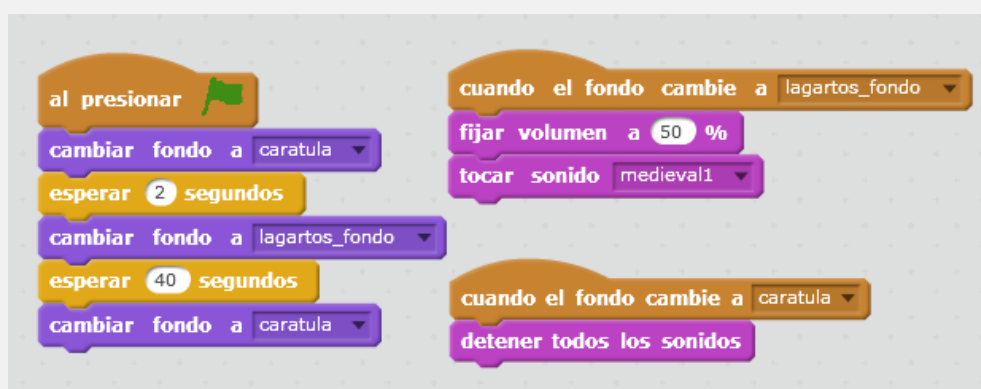 al presionar
cambiar fondo a caratula
esperar 2 segundos
cambiar fondo a lagartos_fondo
esperar 40 segundos
cambiar fondo a caratula
cuando el fondo cambie a lagartos_fondo
fijar volumen a 50 %
tocar sonido medieval1
cuando el fondo cambie a caratula
detener todos los sonidos